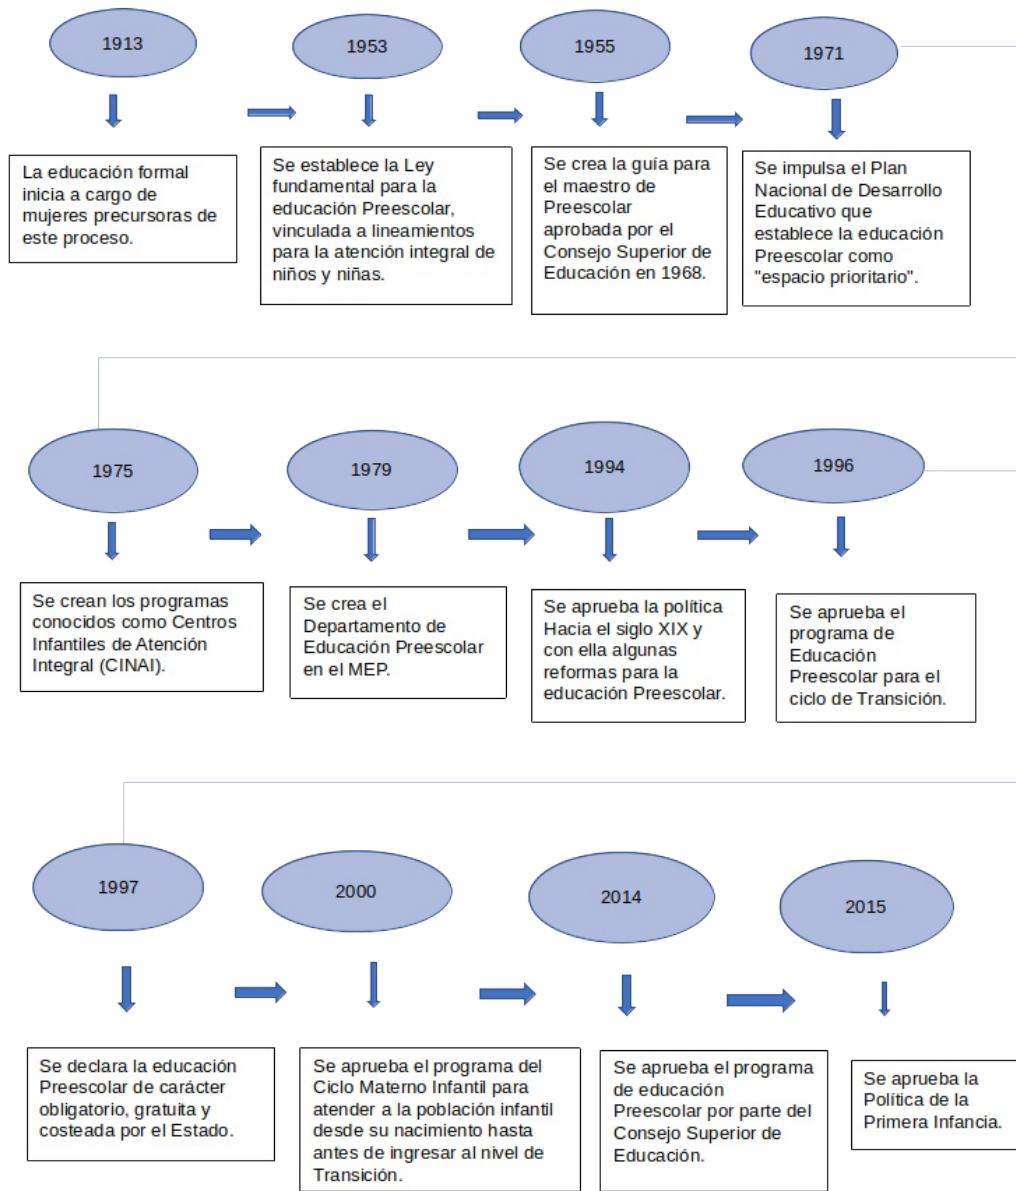 1913
1953
1955
1971
La educación formal
inicia a cargo de
mujeres precursoras de
este proceso.
Se establece la Ley
fundamental para la
educación Preescolar,
vinculada a lineamientos
para la atención integral de
niños y niñas.
Se crea la guía para
el maestro de
Preescolar
aprobada por el
Consejo Superior de
Educación en 1968.
Se impulsa el Plan
Nacional de Desarrollo
Educativo que
establece la educación
Preescolar como
"espacio prioritario".
1975
1979
1994
1996
Se crean los programas
conocidos como Centros
Infantiles de Atención
Integral (CINAI).
Se crea el
Departamento de
Educación Preescolar
en el MEP.
Se aprueba la política
Hacia el siglo XIX y
con ella algunas
reformas para la
educación Preescolar.
Se aprueba el
programa de
Educación
Preescolar para el
ciclo de Transición.
1997
2000
2014
2015
Se declara la educación
Preescolar de carácter
obligatorio, gratuita y
costeada por el Estado.
Se aprueba el programa del
Ciclo Materno Infantil para
atender a la población infantil
desde su nacimiento hasta
antes de ingresar al nivel de
Transición.
Se aprueba el programa
de educación
Preescolar por parte del
Consejo Superior de
Educación.
Se aprueba la
Política de la
Primera Infancia.